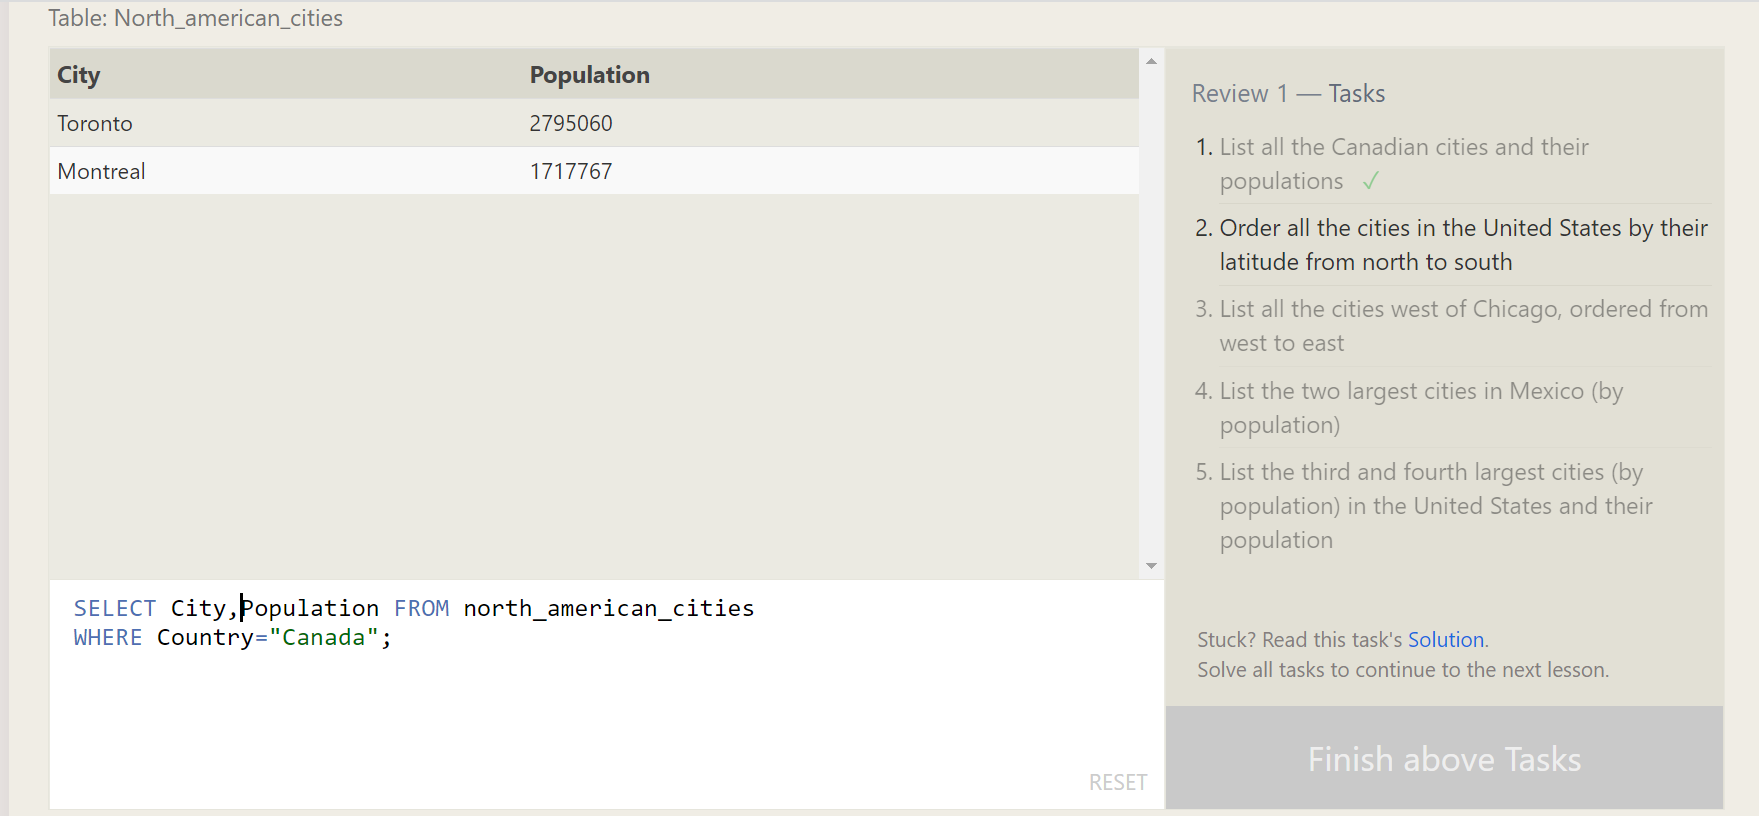 Table: North_american_cities
City Population
Toronto 2795060
Montreal 1717767
SELECT City,Population FROM north_american_cities
WHERE Country="Canada";
RESET
Review 1 — Tasks
1. List all the Canadian cities and their
populations ✓
2. Order all the cities in the United States by their
latitude from north to south
3. List all the cities west of Chicago, ordered from
west to east
4. List the two largest cities in Mexico (by
population)
5. List the third and fourth largest cities (by
population) in the United States and their
population
Stuck? Read this task's Solution.
Solve all tasks to continue to the next lesson.
Finish above Tasks